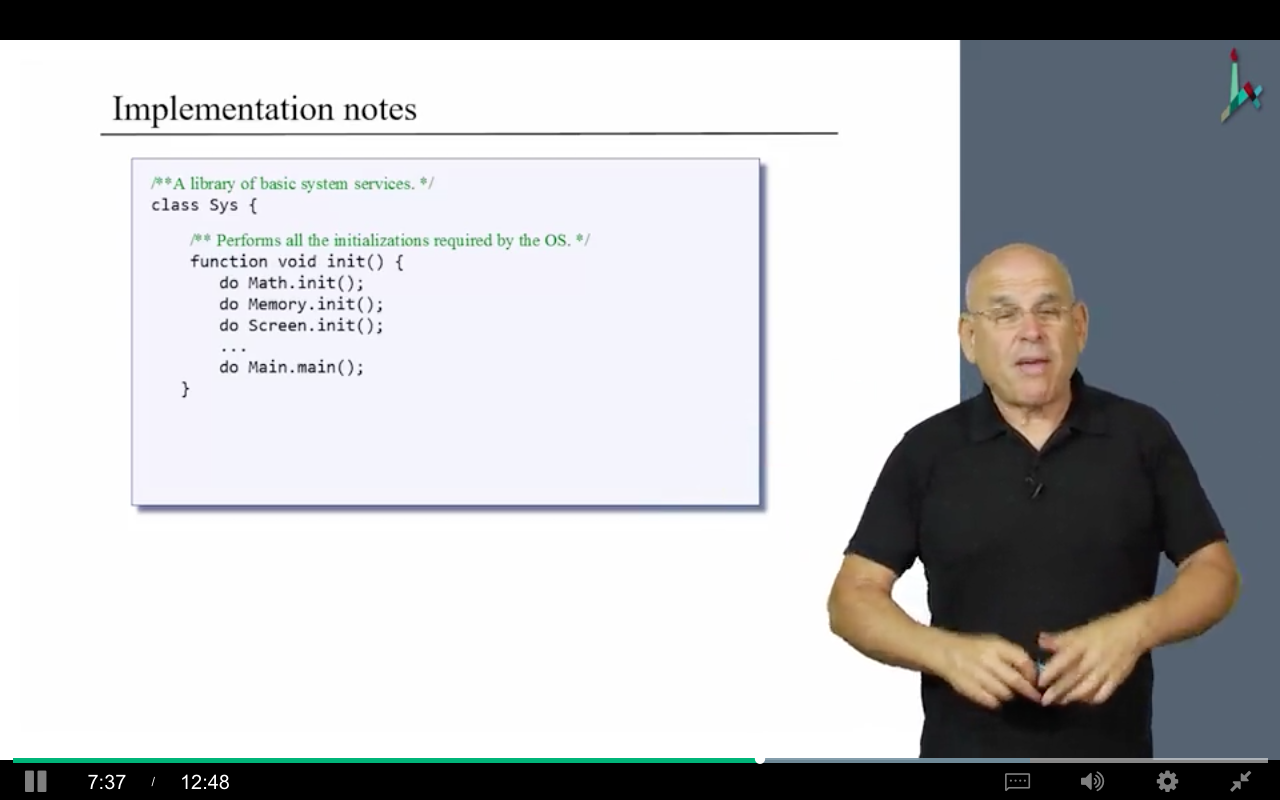 Implementation notes
/**A library of basic system services. */
class Sys {
/** Performs all the initializations required by the OS. */
function void init() {
do Math.init();
do Memory.init();
do Screen.init();
...
do Main.main();
}
7:37 / 12:48